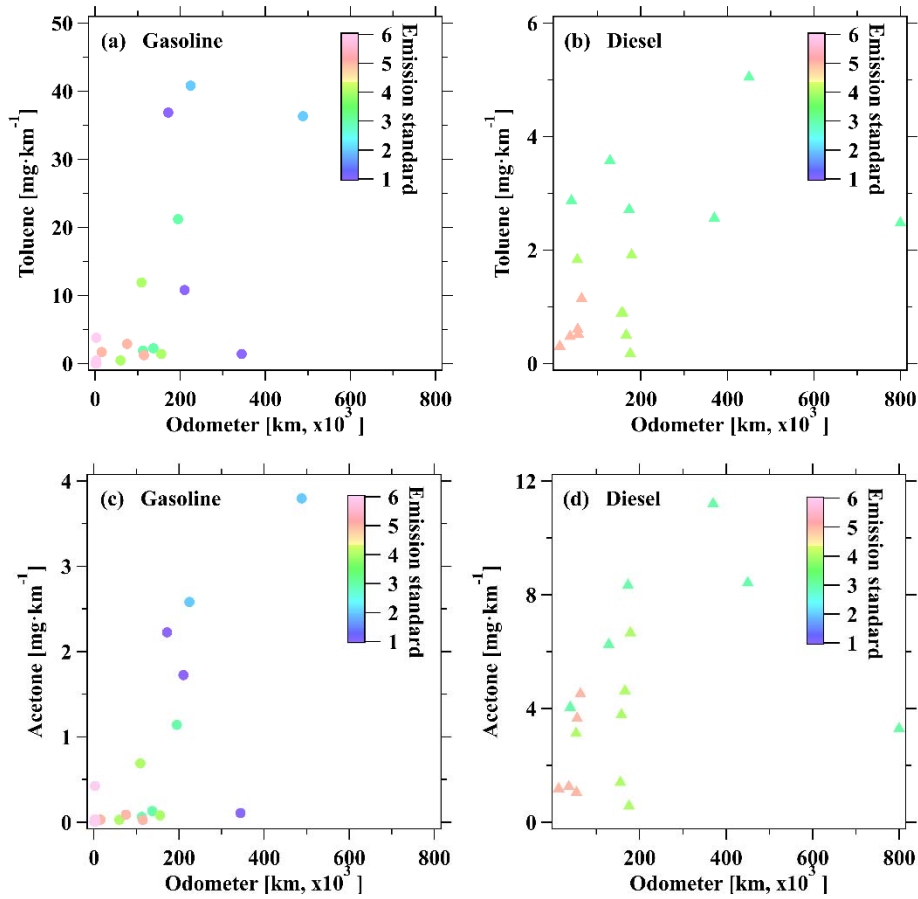 (a) Gasoline
50
40
30
20
10
0
Toluene [mg·km⁻¹]
0 200 400 600 800
Odometer [km, x10³]
6
5
4
3
2
1
Emission standard
(b) Diesel
6
4
2
0
Toluene [mg·km⁻¹]
200 400 600 800
Odometer [km, x10³]
6
5
4
3
2
1
Emission standard
(c) Gasoline
4
3
2
1
0
Acetone [mg·km⁻¹]
0 200 400 600 800
Odometer [km, x10³]
6
5
4
3
2
1
Emission standard
(d) Diesel
12
8
4
0
Acetone [mg·km⁻¹]
200 400 600 800
Odometer [km, x10³]
6
5
4
3
2
1
Emission standard